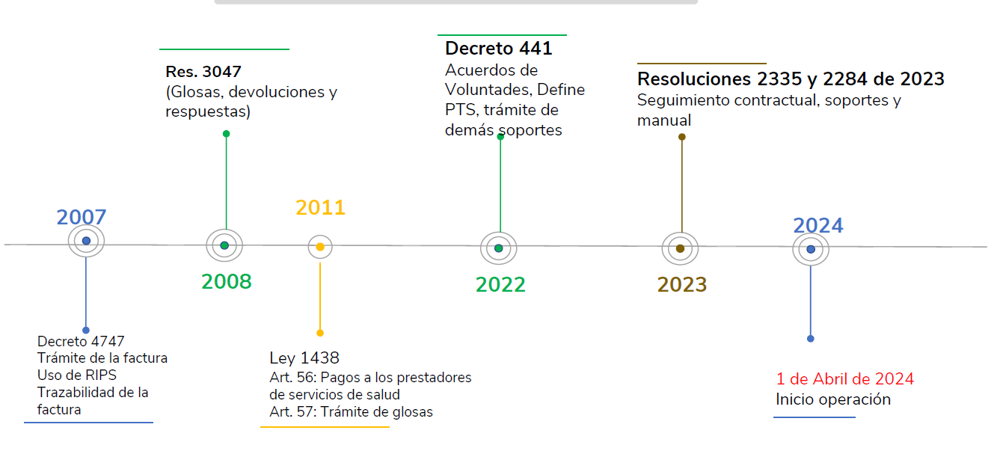 2007
Decreto 4747
Trámite de la factura
Uso de RIPS
Trazabilidad de la
factura
Res. 3047
(Glosas, devoluciones y
respuestas)
2008
2011
Ley 1438
Art. 56: Pagos a los prestadores
de servicios de salud
Art. 57: Trámite de glosas
Decreto 441
Acuerdos de
Voluntades, Define
PTS, trámite de
demás soportes
2022
Resoluciones 2335 y 2284 de 2023
Seguimiento contractual, soportes y
manual
2023
2024
1 de Abril de 2024
Inicio operación